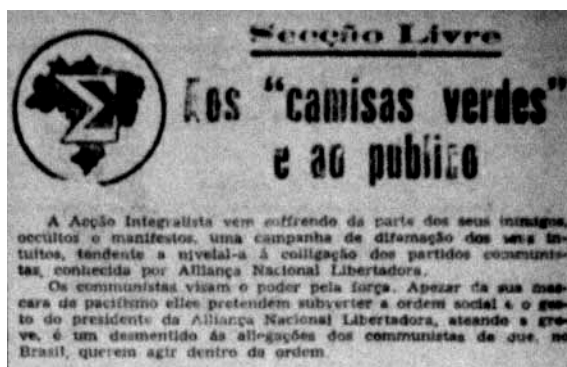 Secção Livre
Aos "camisas verdes"
e ao publico
A Acção Integralista vem soffrendo da parte dos seus inimigos,
occultos o manifestos, uma campanha de difamação dos seus in-
tuitos, tendente a nivelal-a á colligação dos partidos communis-
tas, conhecida por Alliança Nacional Libertadora.
Os communistas visam o poder pela força. Apezar da sua mas-
cara de pacifismo elles pretendem subverter a ordem social e o ges-
to do presidente da Alliança Nacional Libertadora, ateando a gre-
ve, é um desmentido ás allegações dos communistas de que, no
Brasil, querem agir dentro da ordem.